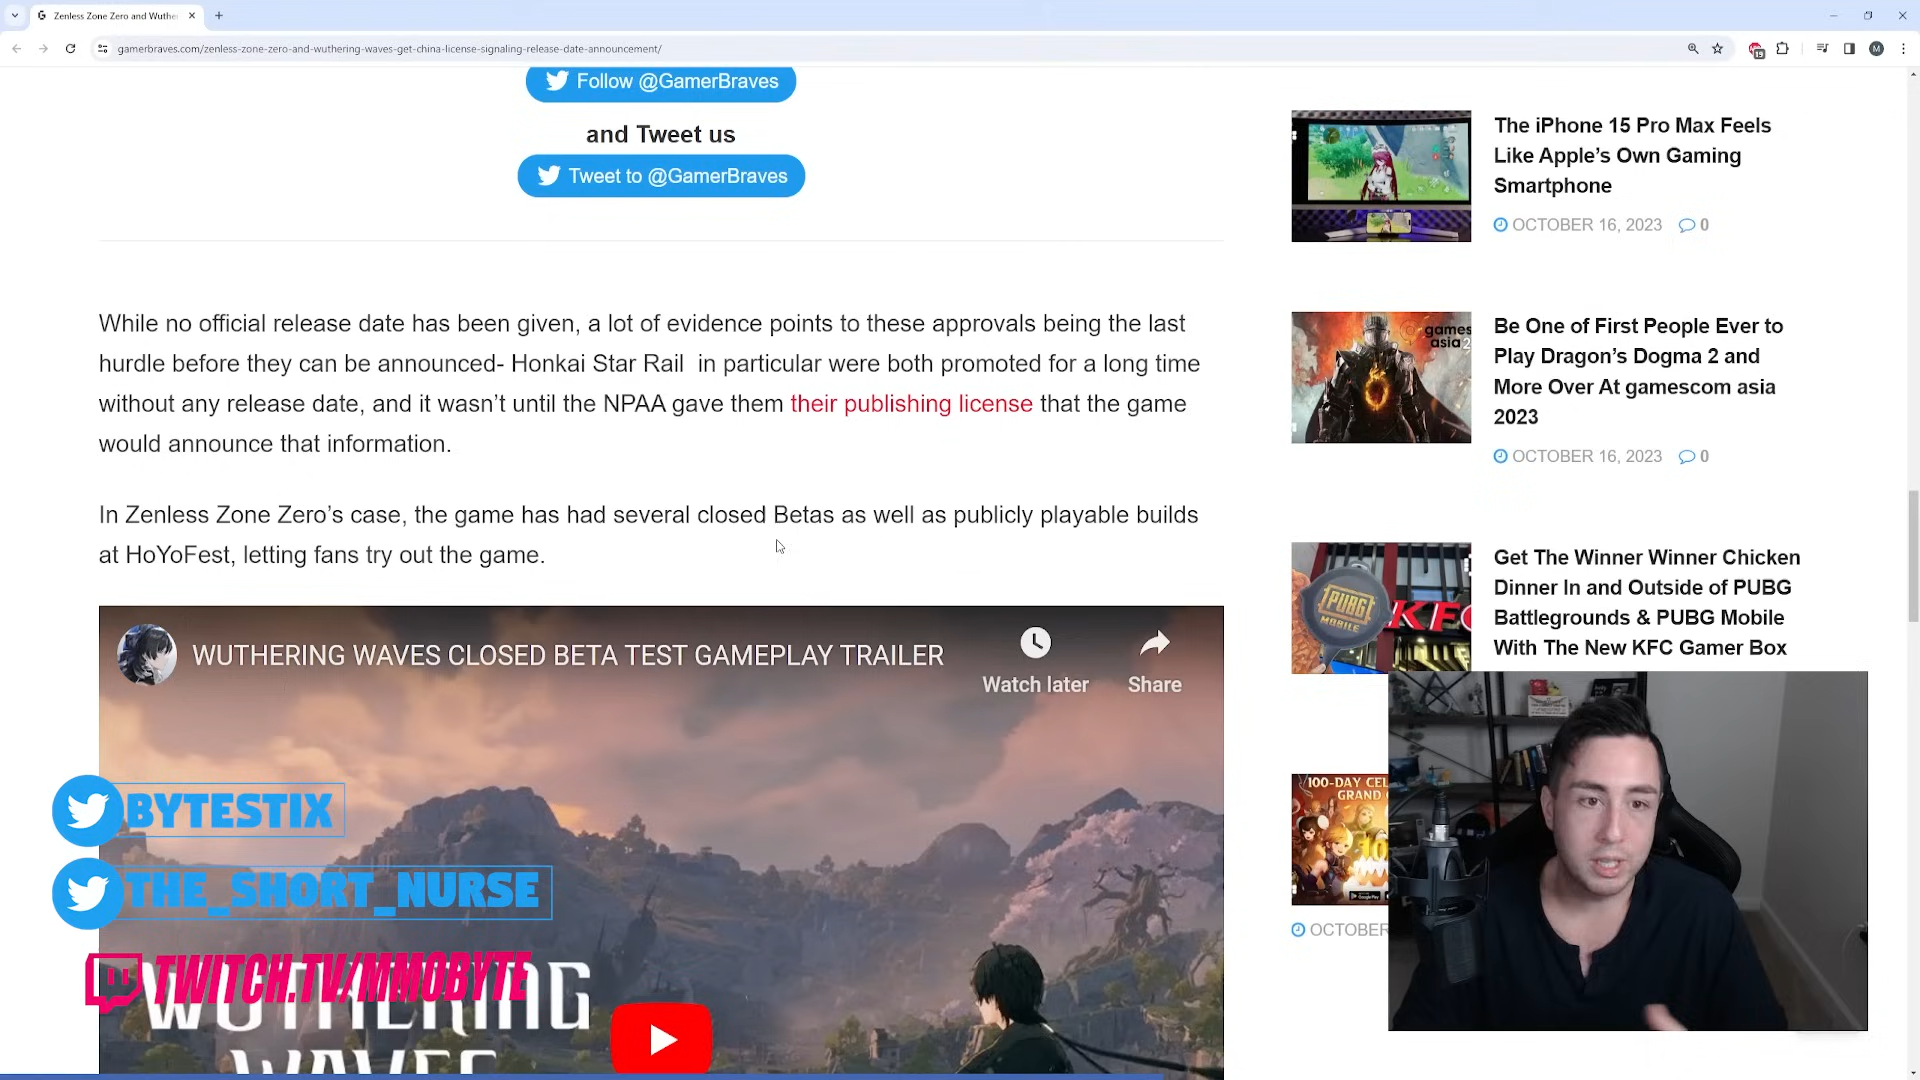 Zenless Zone Zero and Wuthe
gamerbraves.com/zenless-zone-zero-and-wuthering-waves-get-china-license-signaling-release-date-announcement/
Follow @GamerBraves
and Tweet us
Tweet to @GamerBraves
While no official release date has been given, a lot of evidence points to these approvals being the last
hurdle before they can be announced- Honkai Star Rail in particular were both promoted for a long time
without any release date, and it wasn’t until the NPAA gave them their publishing license that the game
would announce that information.
In Zenless Zone Zero’s case, the game has had several closed Betas as well as publicly playable builds
at HoYoFest, letting fans try out the game.
WUTHERING WAVES CLOSED BETA TEST GAMEPLAY TRAILER
Watch later
Share
BYTESTIX
THE_SHORT_NURSE
TWITCH.TV/MMOBYTE
WUTHERING
WAVES
The iPhone 15 Pro Max Feels
Like Apple’s Own Gaming
Smartphone
OCTOBER 16, 2023 0
games
asia 2
Be One of First People Ever to
Play Dragon’s Dogma 2 and
More Over At gamescom asia
2023
OCTOBER 16, 2023 0
PUBG
MOBILE
KFC
Get The Winner Winner Chicken
Dinner In and Outside of PUBG
Battlegrounds & PUBG Mobile
With The New KFC Gamer Box
100-DAY CEL
GRAND
OCTOBER